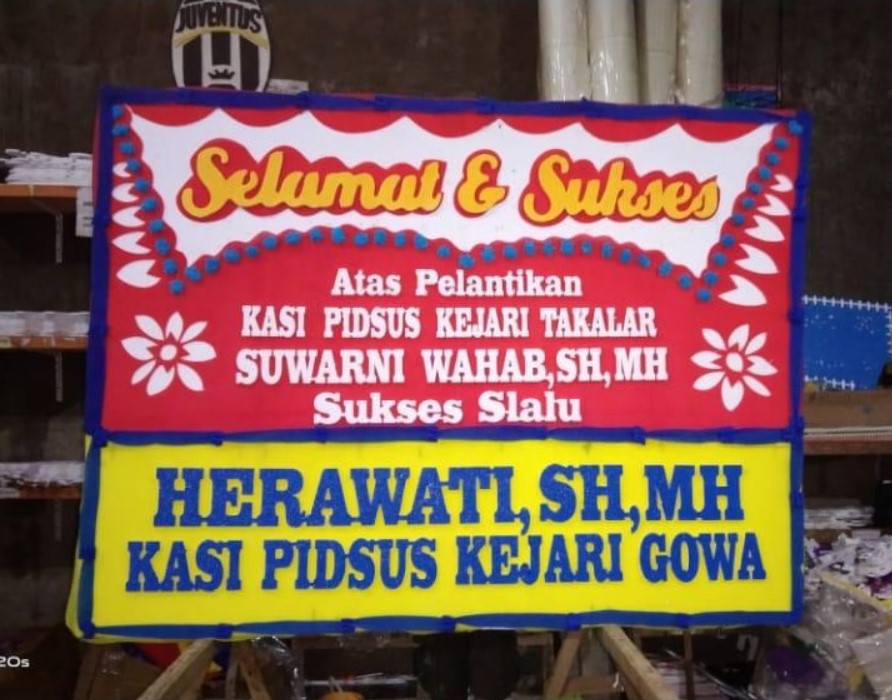 JUVENTUS
Selamat & Sukses
Atas Pelantikan
KASI PIDSUS KEJARI TAKALAR
SUWARNI WAHAB,SH,MH
Sukses Slalu
HERAWATI,SH,MH
KASI PIDSUS KEJARI GOWA
20s